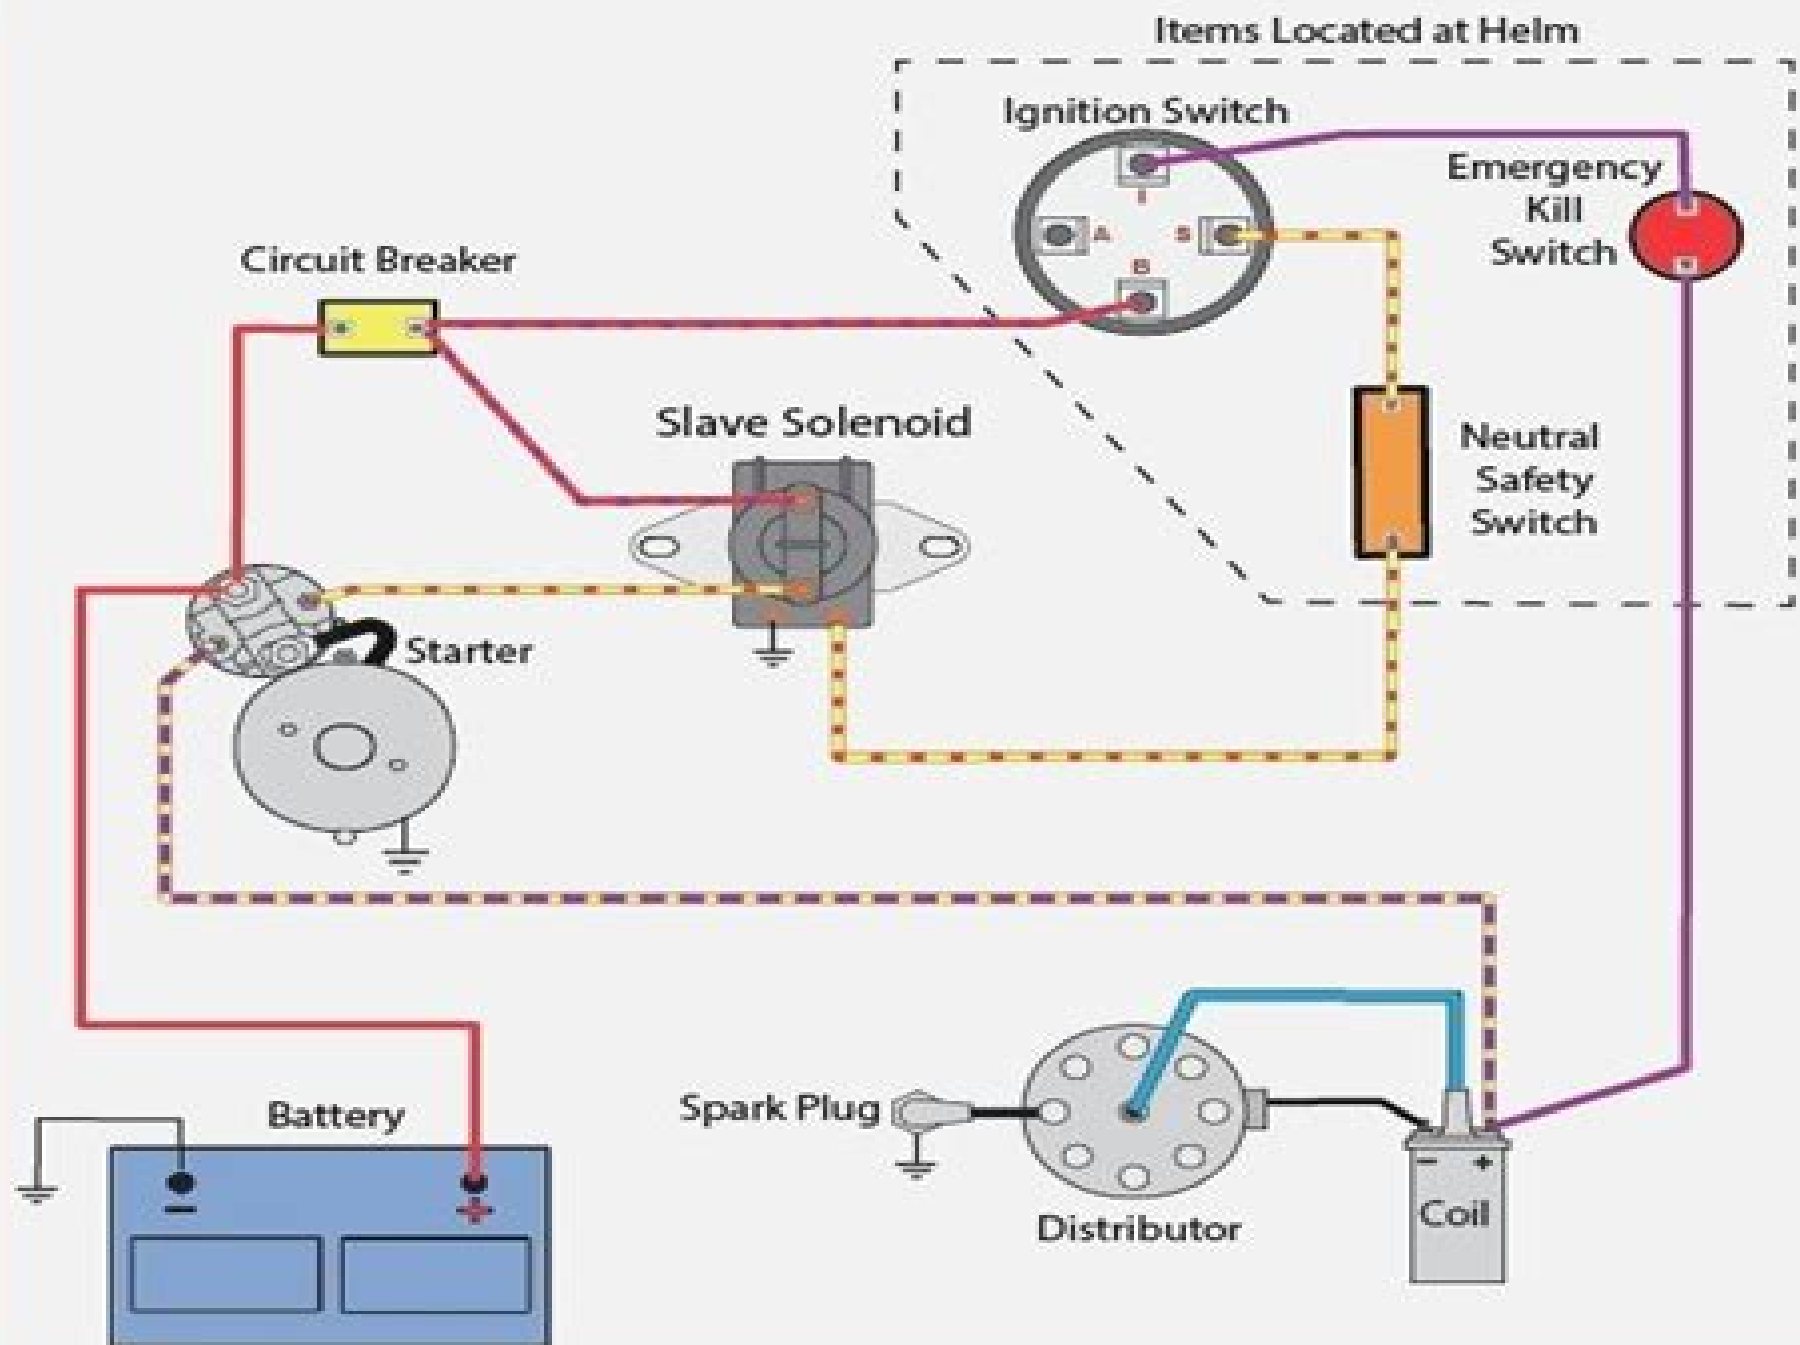 Items Located at Helm
Ignition Switch
I
A
S
B
Emergency
Kill
Switch
Circuit Breaker
Slave Solenoid
Neutral
Safety
Switch
Starter
Battery
− +
Spark Plug
Distributor
− +
Coil